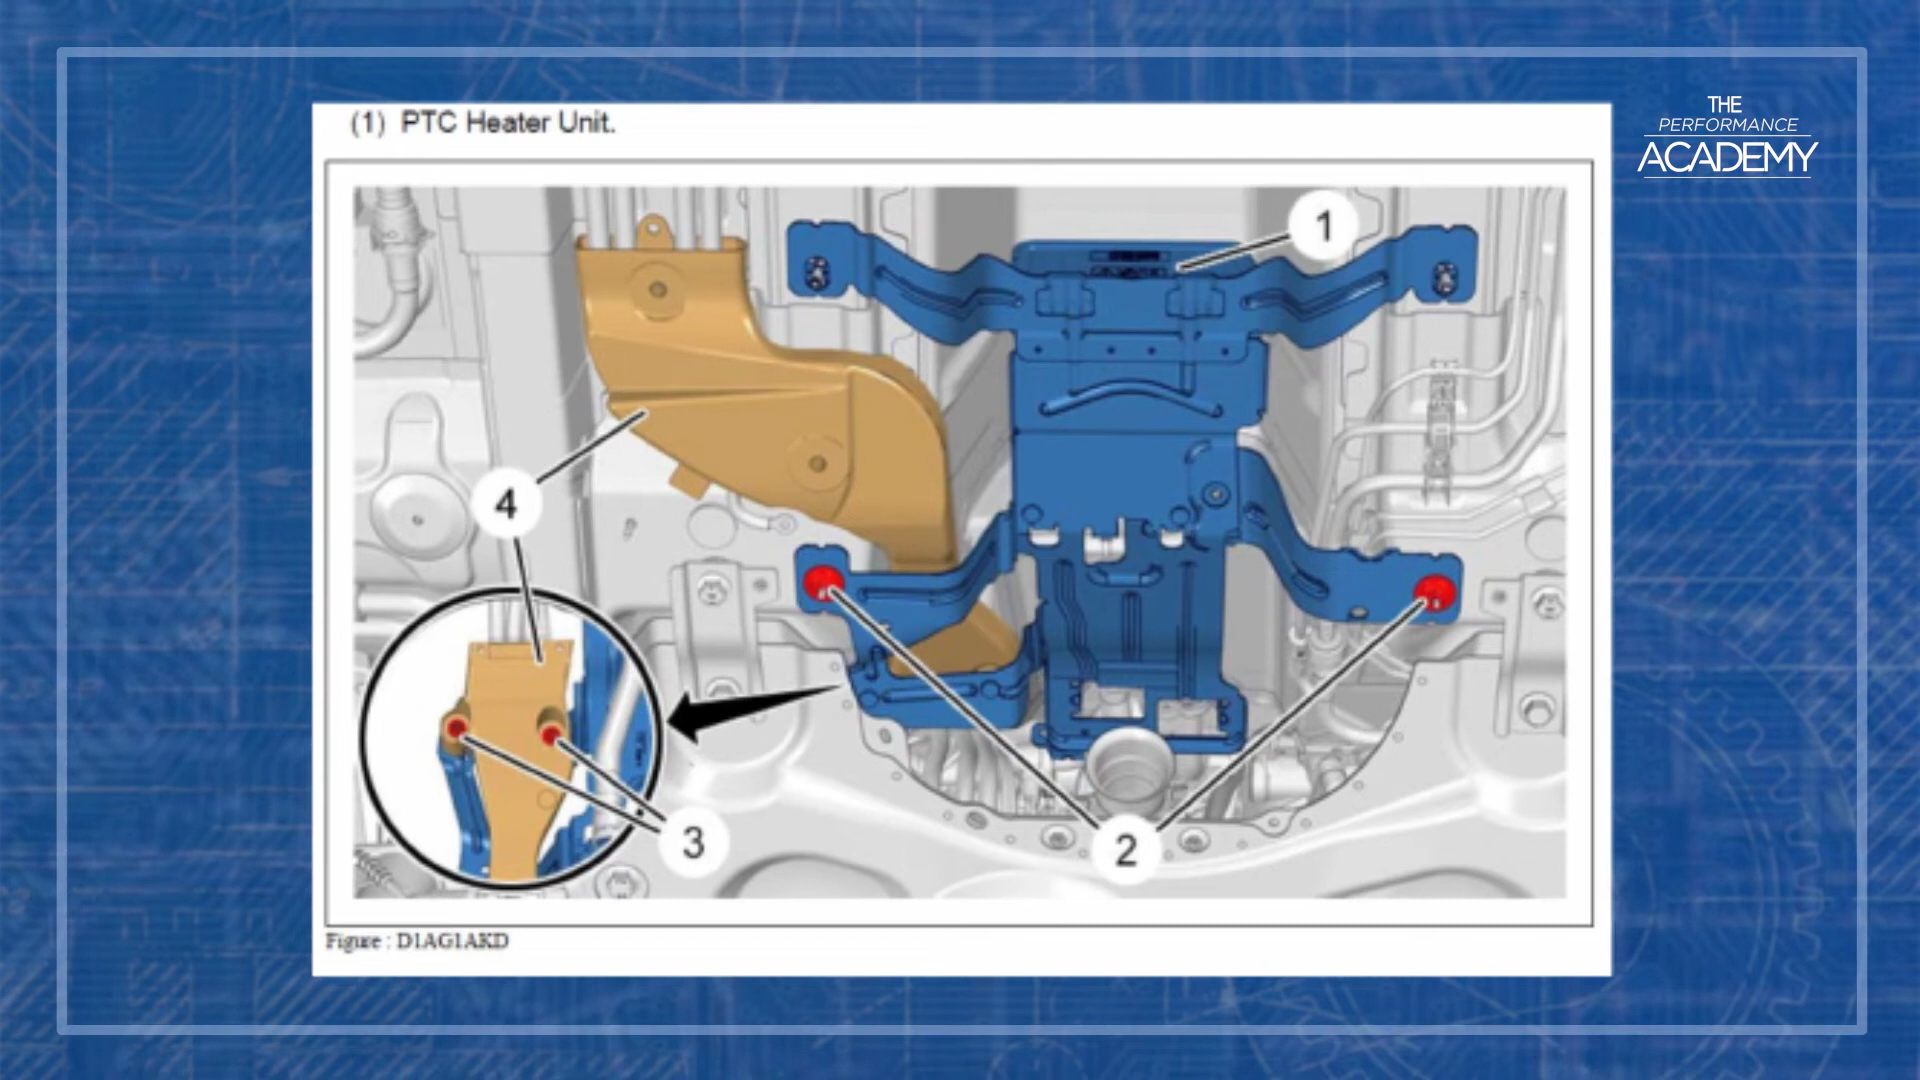 THE
PERFORMANCE
ACADEMY
(1) PTC Heater Unit.
1
4
3
2
Figure : D1AG1AKD